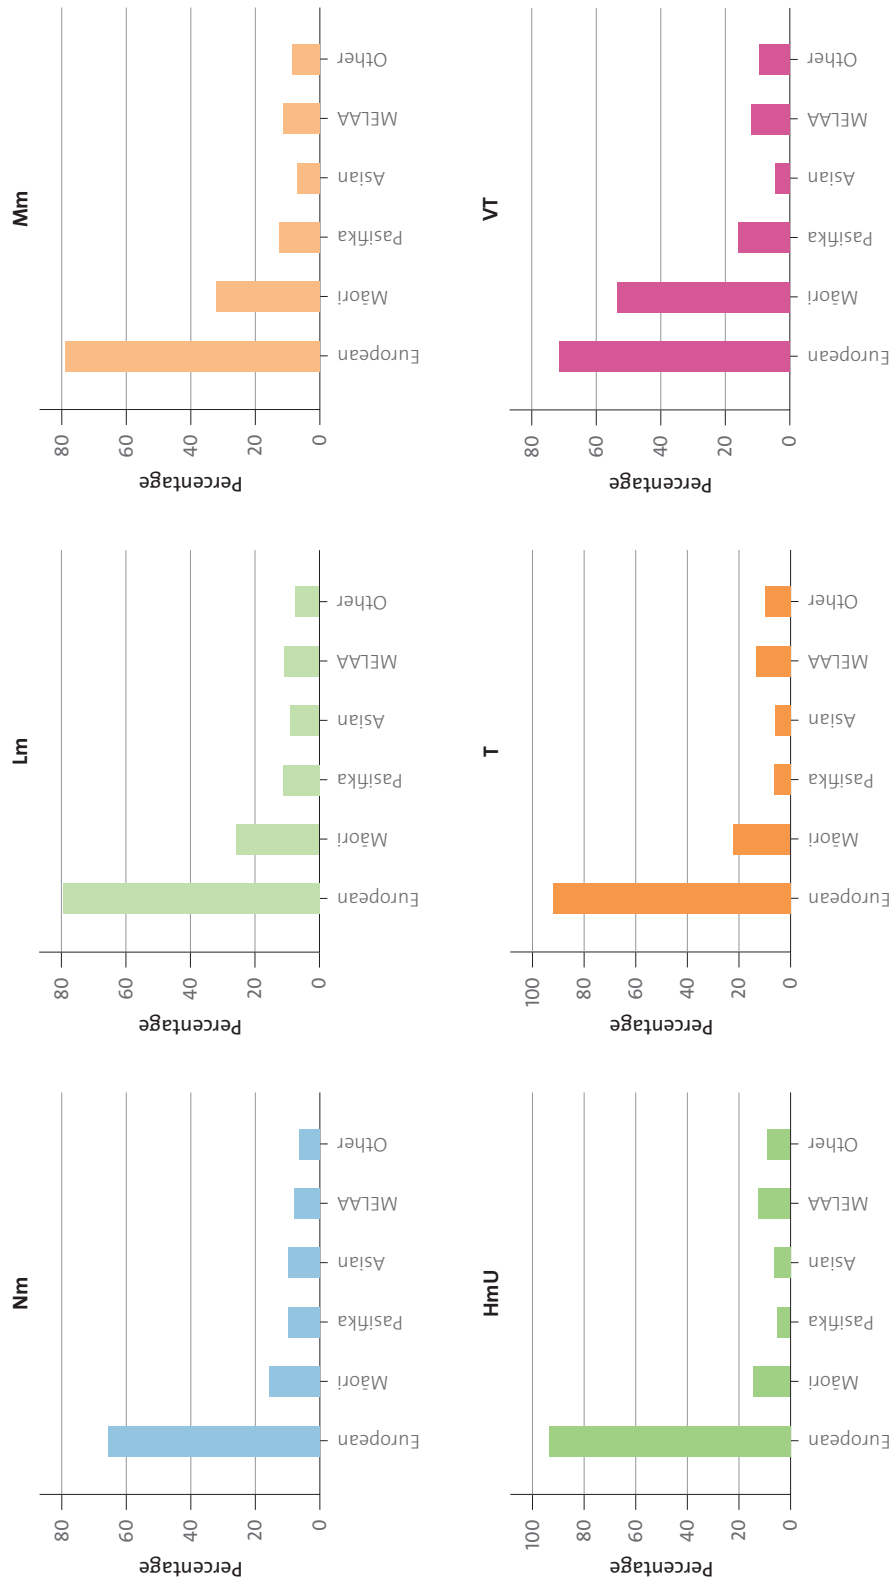 Nm
Percentage
80
60
40
20
0
European
Māori
Pasifika
Asian
MELAA
Other
Lm
Percentage
80
60
40
20
0
European
Māori
Pasifika
Asian
MELAA
Other
Mm
Percentage
80
60
40
20
0
European
Māori
Pasifika
Asian
MELAA
Other
HmU
Percentage
100
80
60
40
20
0
European
Māori
Pasifika
Asian
MELAA
Other
T
Percentage
100
80
60
40
20
0
European
Māori
Pasifika
Asian
MELAA
Other
VT
Percentage
80
60
40
20
0
European
Māori
Pasifika
Asian
MELAA
Other